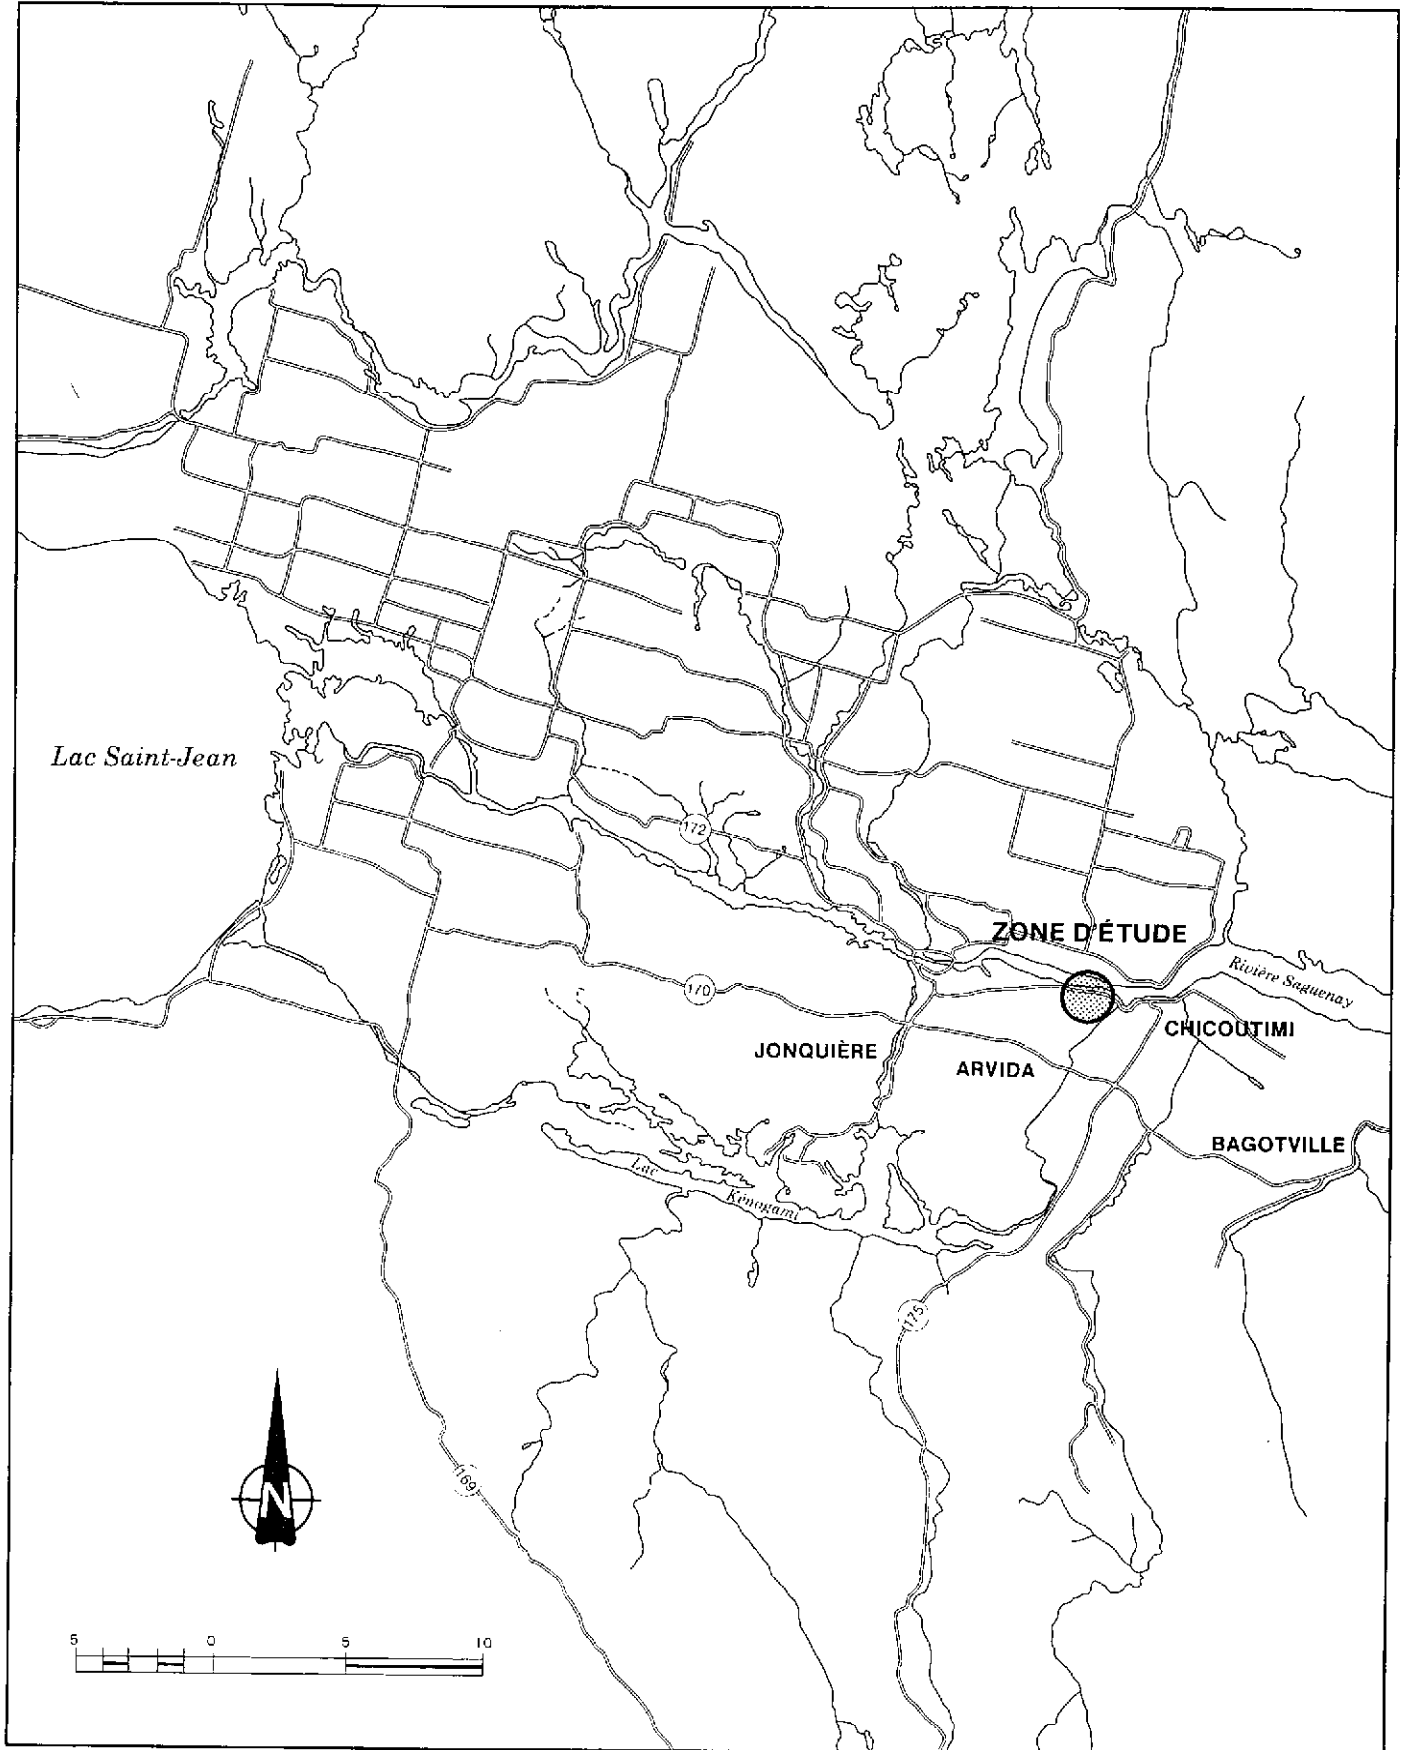 Lac Saint-Jean
172
ZONE D'ÉTUDE
Rivière Saguenay
170
CHICOUTIMI
JONQUIÈRE
ARVIDA
BAGOTVILLE
Lac
Kénogami
175
169
N
5 0 5 10